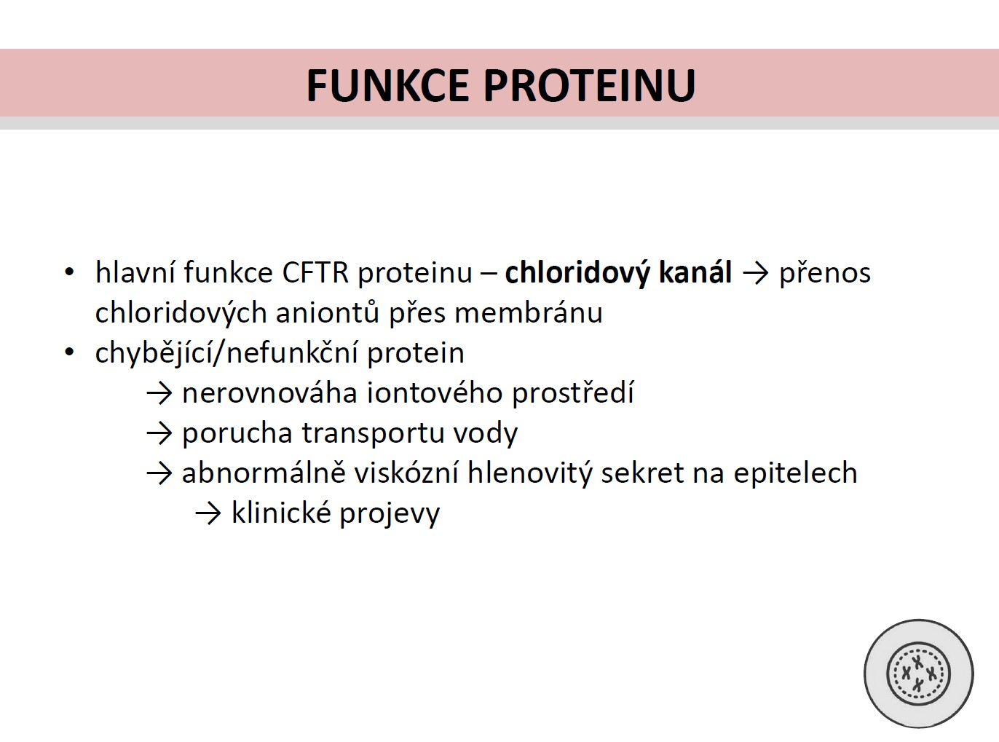 FUNKCE PROTEINU
• hlavní funkce CFTR proteinu – chloridový kanál → přenos
chloridových aniontů přes membránu
• chybějící/nefunkční protein
→ nerovnováha iontového prostředí
→ porucha transportu vody
→ abnormálně viskózní hlenovitý sekret na epitelech
→ klinické projevy